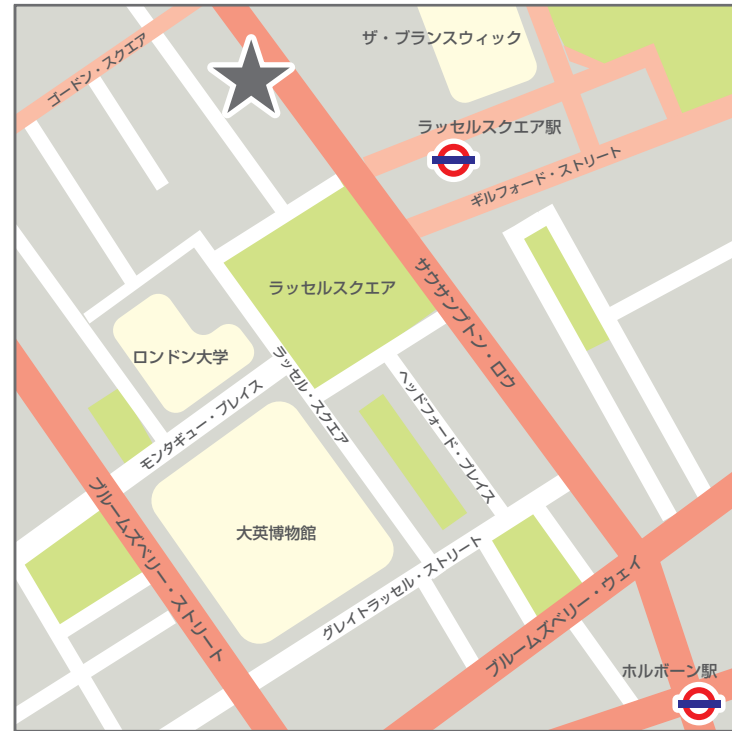 ゴードン・スクエア
ザ・ブランスウィック
ラッセルスクエア駅
ギルフォード・ストリート
ラッセルスクエア
サウサンプトン・ロウ
ロンドン大学
ラッセル・スクエア
ヘッドフォード・プレイス
モンタギュー・プレイス
大英博物館
ブルームズベリー・ストリート
グレイトラッセル・ストリート
ブルームズベリー・ウェイ
ホルボーン駅